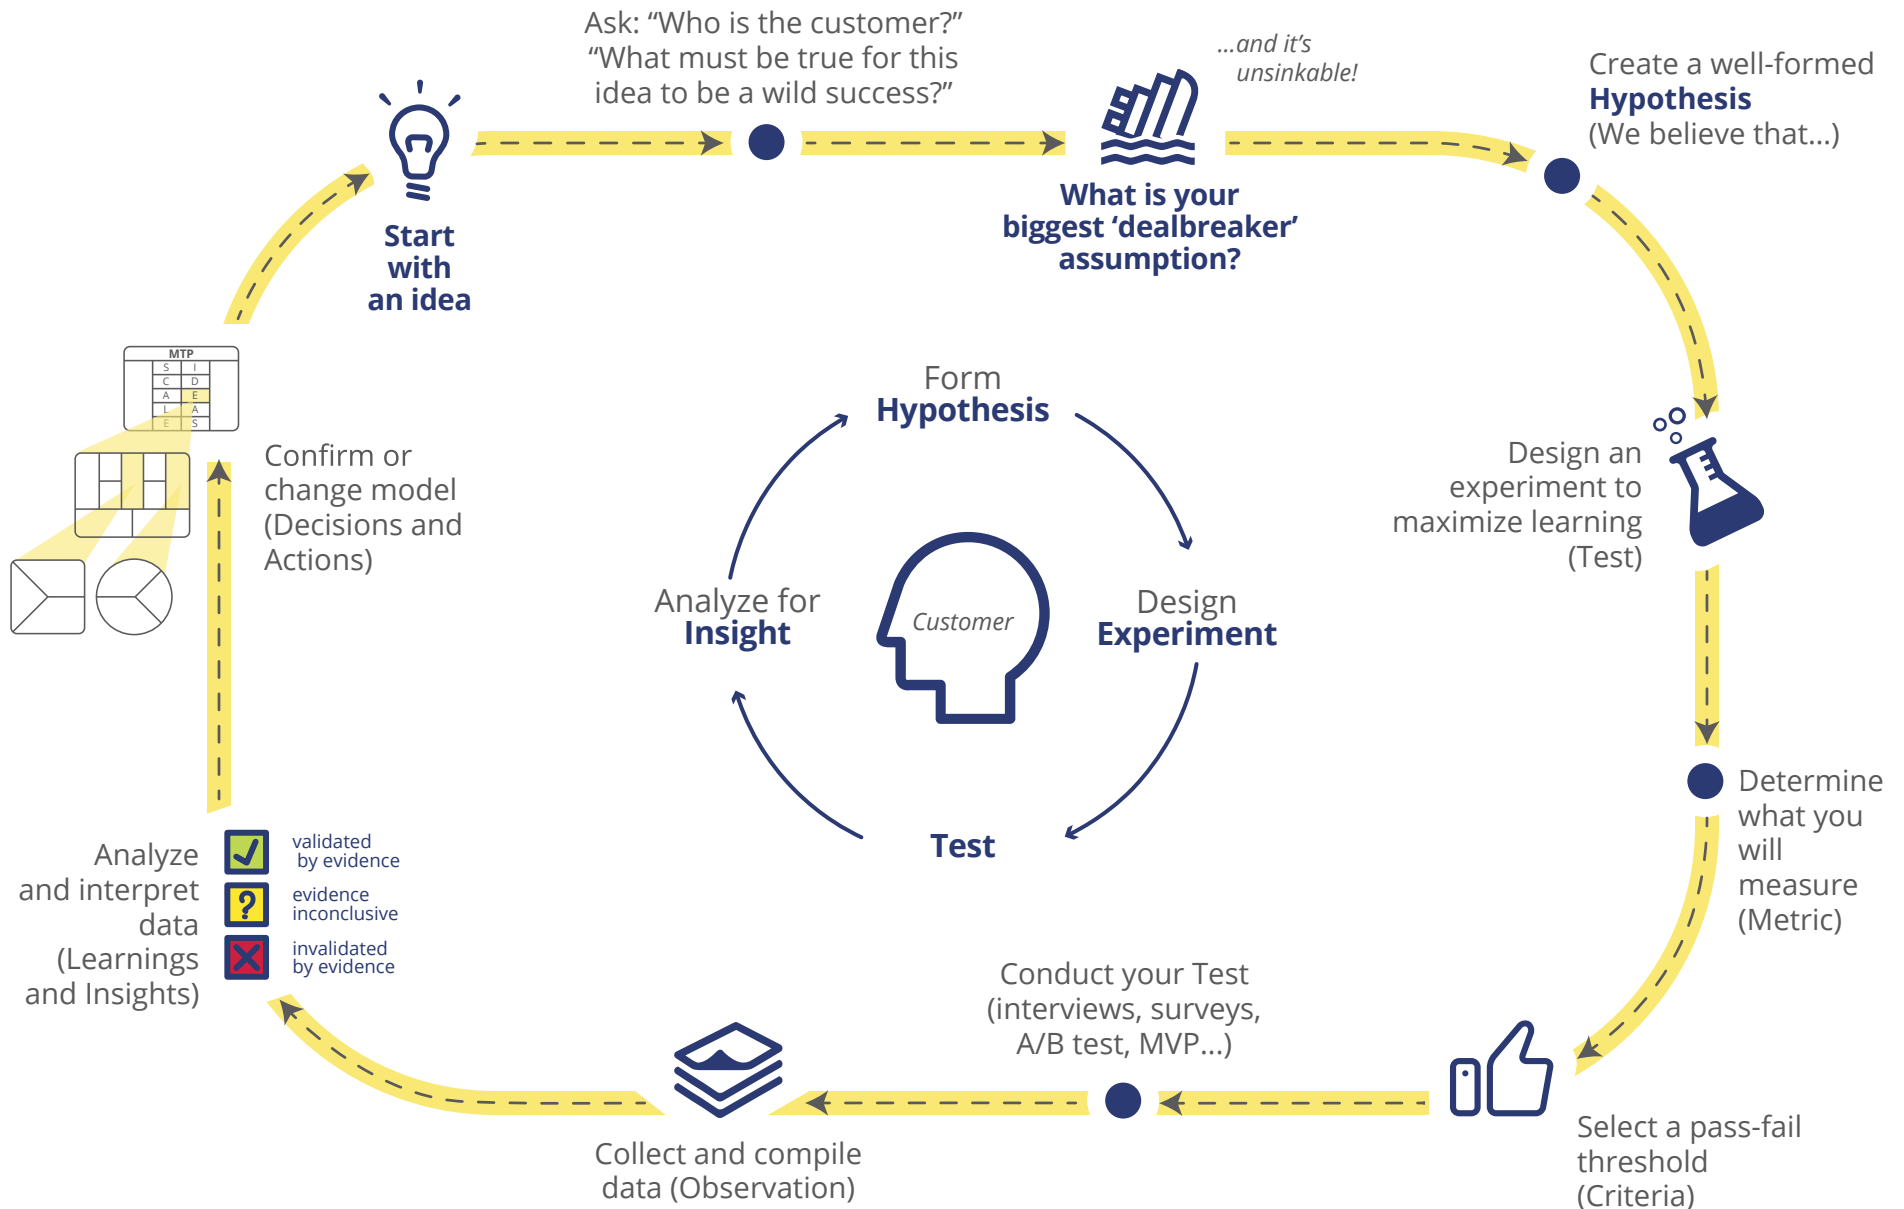 Ask: “Who is the customer?”
“What must be true for this
idea to be a wild success?”
...and it’s
unsinkable!
Create a well-formed
Hypothesis
(We believe that...)
What is your
biggest ‘dealbreaker’
assumption?
Start
with
an idea
MTP
S I
C D
A E
L A
E S
Form
Hypothesis
Confirm or
change model
(Decisions and
Actions)
Design an
experiment to
maximize learning
(Test)
Analyze for
Insight
Customer
Design
Experiment
Test
Determine
what you
will
measure
(Metric)
Analyze
and interpret
data
(Learnings
and Insights)
validated
by evidence
evidence
inconclusive
invalidated
by evidence
Conduct your Test
(interviews, surveys,
A/B test, MVP...)
Select a pass-fail
threshold
(Criteria)
Collect and compile
data (Observation)